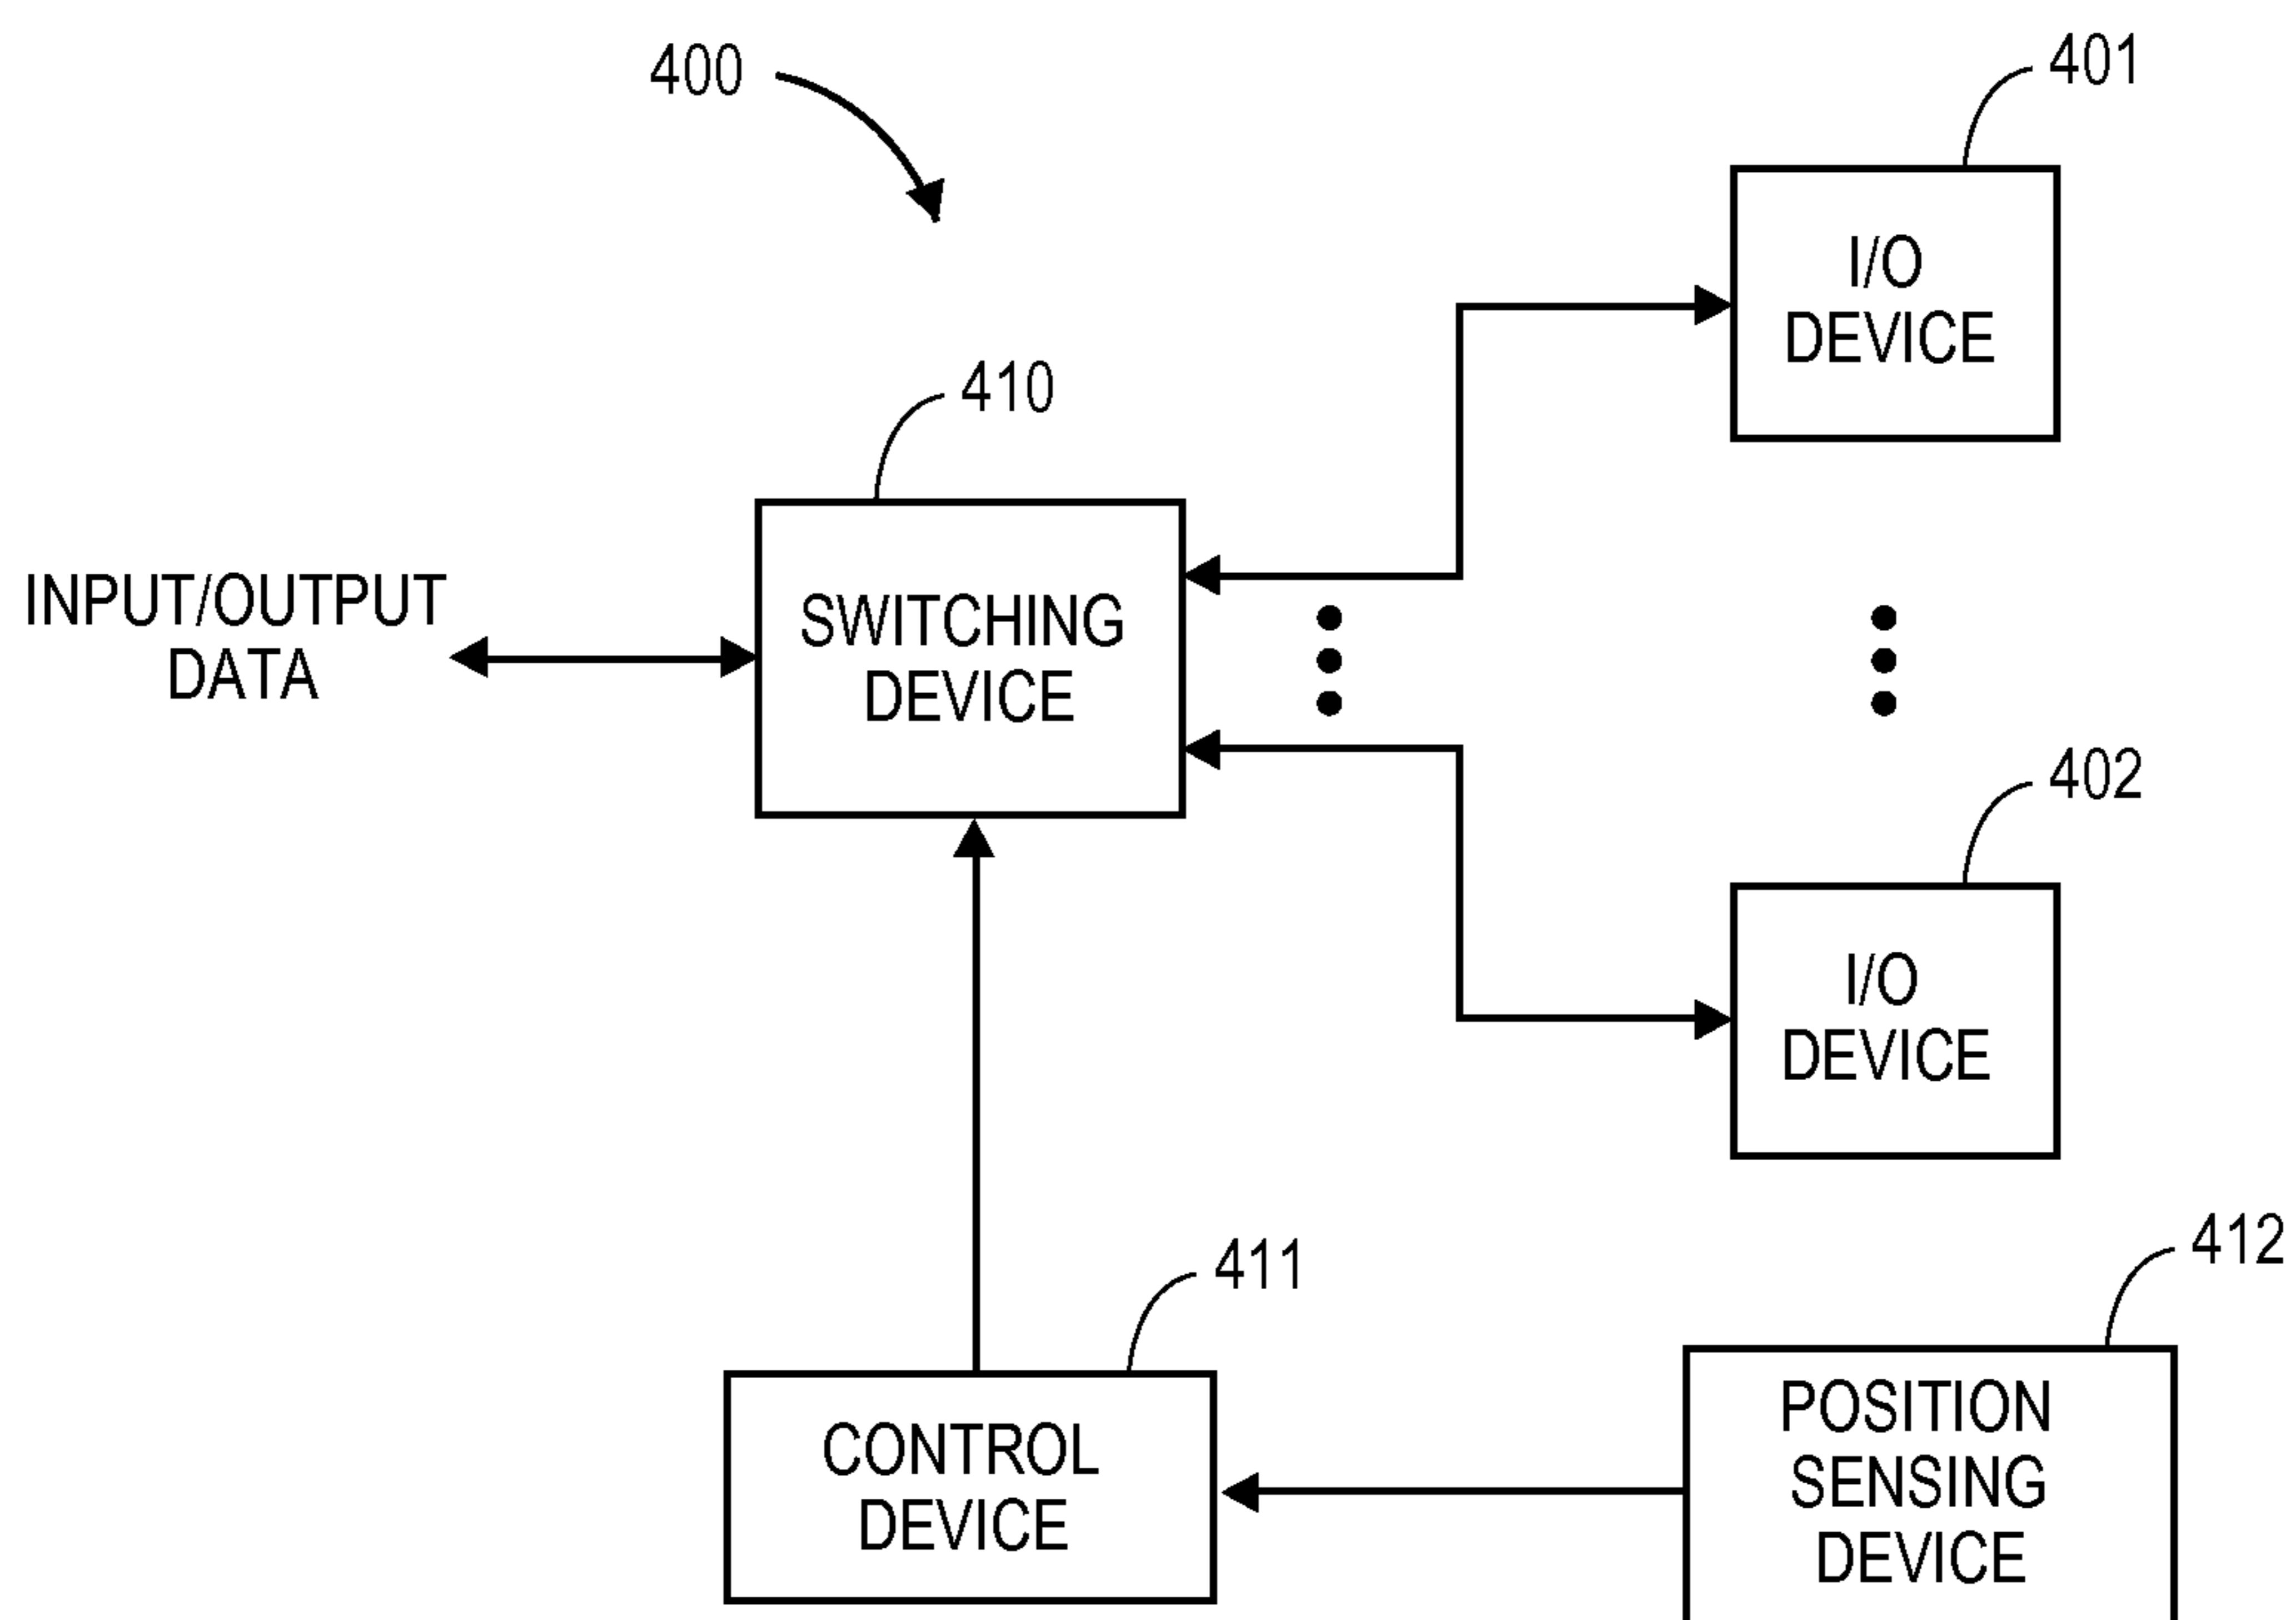 400
401
I/O
DEVICE
410
INPUT/OUTPUT
DATA
SWITCHING
DEVICE
402
I/O
DEVICE
411
412
CONTROL
DEVICE
POSITION
SENSING
DEVICE